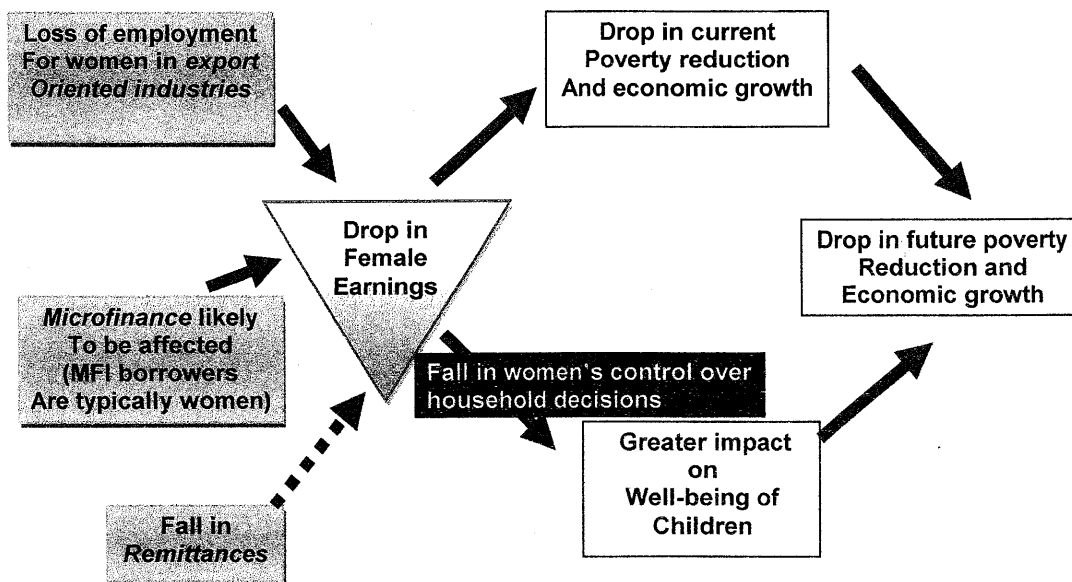 Loss of employment
For women in export
Oriented industries
Drop in current
Poverty reduction
And economic growth
Drop in
Female
Earnings
Drop in future poverty
Reduction and
Economic growth
Microfinance likely
To be affected
(MFI borrowers
Are typically women)
Fall in women's control over
household decisions
Greater impact
on
Well-being of
Children
Fall in
Remittances